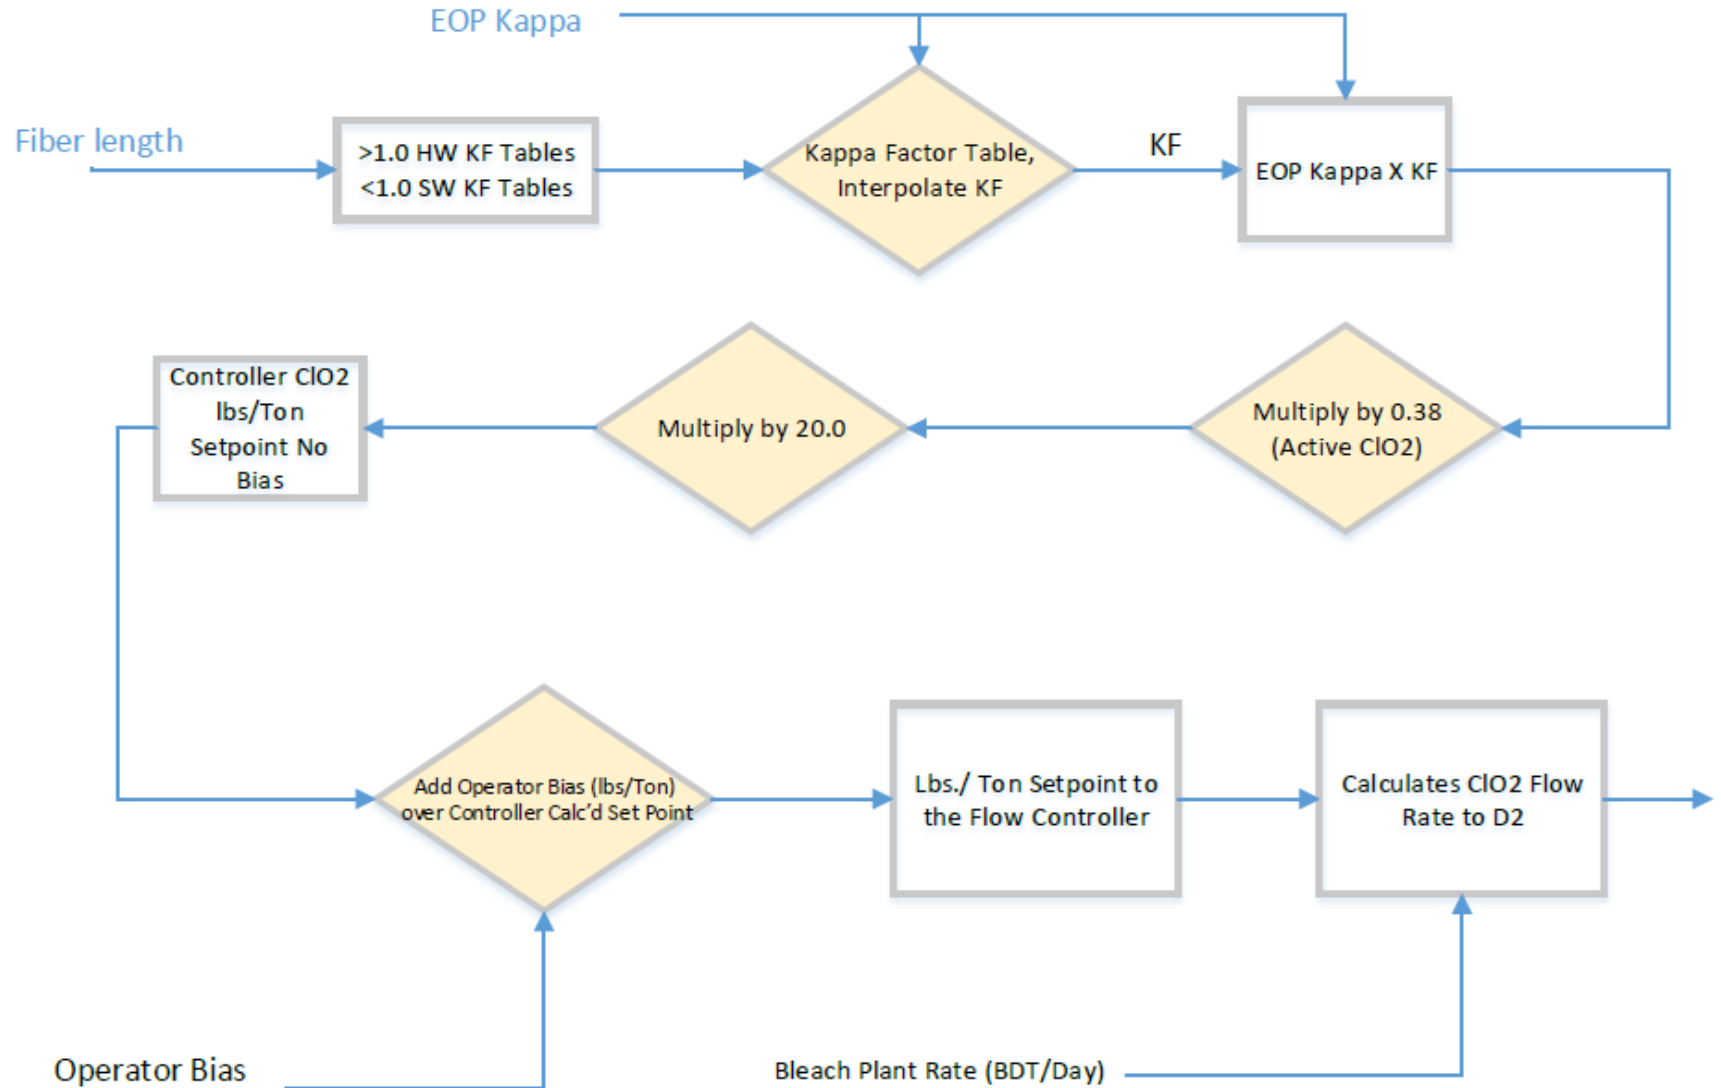 EOP Kappa
Fiber length
>1.0 HW KF Tables
<1.0 SW KF Tables
Kappa Factor Table,
Interpolate KF
KF
EOP Kappa X KF
Controller ClO2
lbs/Ton
Setpoint No
Bias
Multiply by 20.0
Multiply by 0.38
(Active ClO2)
Add Operator Bias (lbs/Ton)
over Controller Calc'd Set Point
Lbs./ Ton Setpoint to
the Flow Controller
Calculates ClO2 Flow
Rate to D2
Operator Bias
Bleach Plant Rate (BDT/Day)